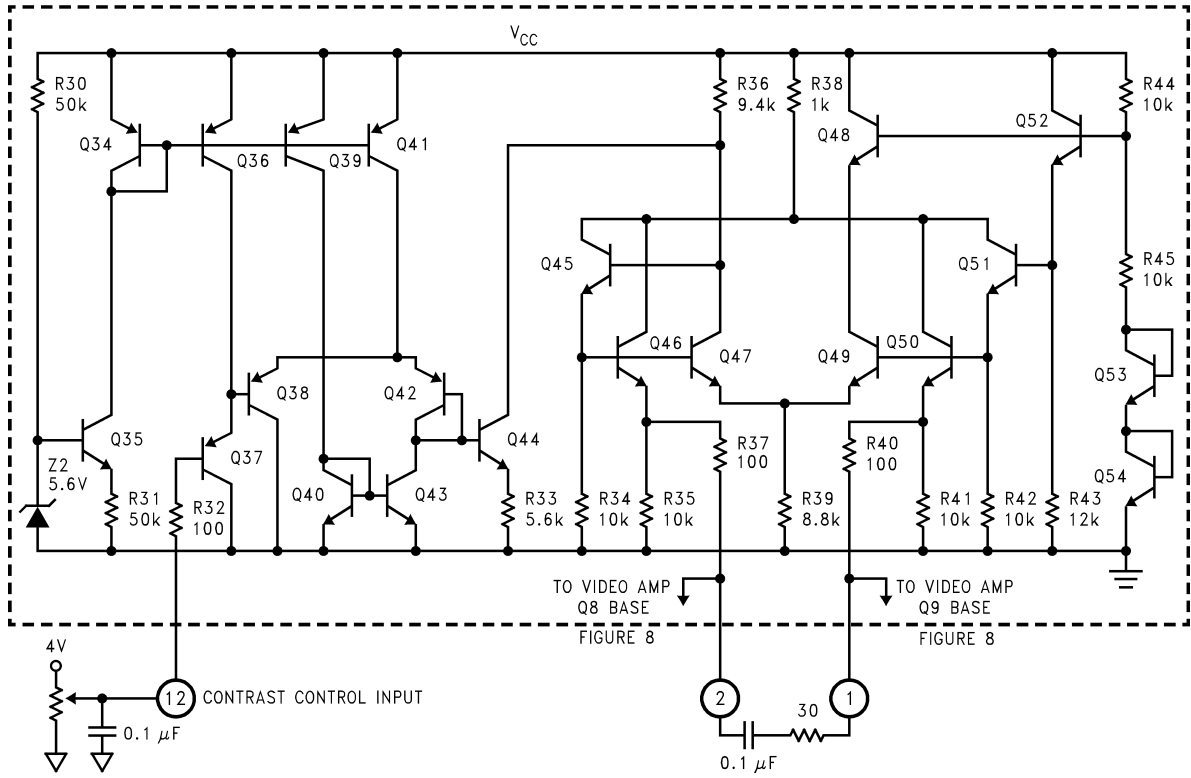 VCC
R30
50k
Q34
Q36
Q39
Q41
R36
9.4k
R38
1k
Q48
Q52
R44
10k
Q45
Q51
R45
10k
Q46
Q47
Q49
Q50
Q38
Q42
Q53
Q35
Q37
Q44
Z2
5.6V
R37
100
R40
100
Q40
Q43
Q54
R31
50k
R32
100
R33
5.6k
R34
10k
R35
10k
R39
8.8k
R41
10k
R42
10k
R43
12k
TO VIDEO AMP
Q8 BASE
FIGURE 8
TO VIDEO AMP
Q9 BASE
FIGURE 8
4V
12
CONTRAST CONTROL INPUT
0.1 μF
2
1
30
0.1 μF